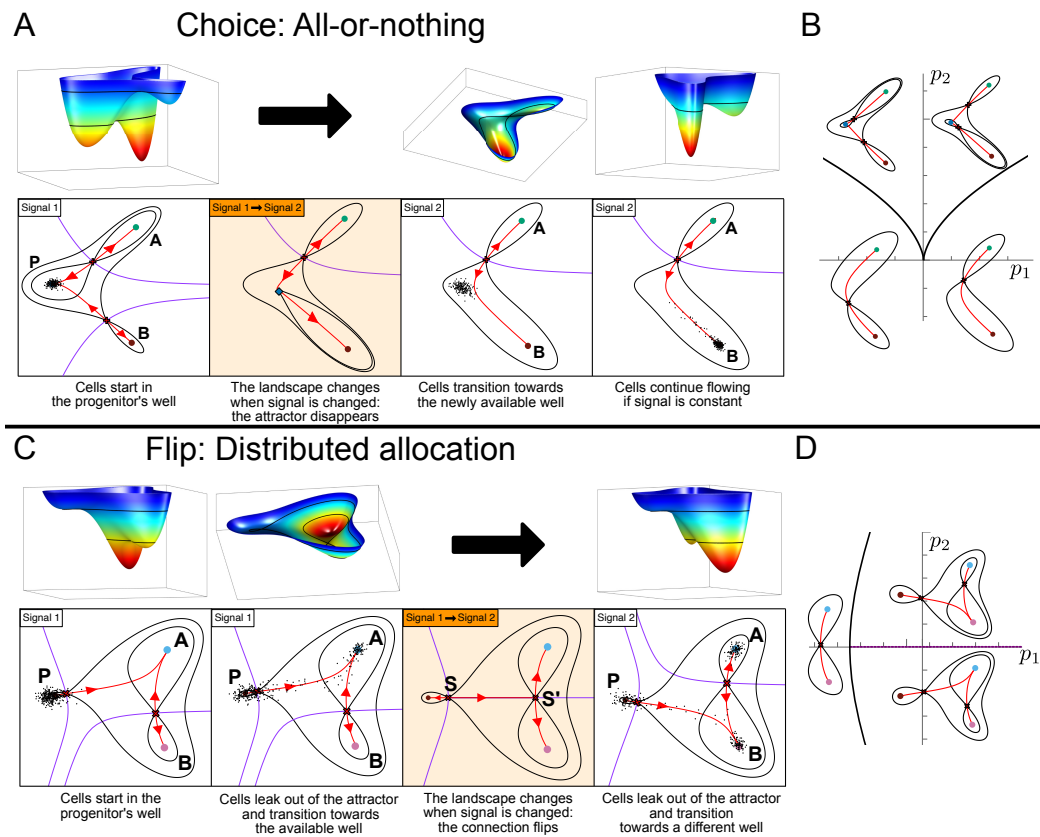 A
Choice: All-or-nothing
Signal 1
A
P
B
Signal 1 → Signal 2
Signal 2
A
B
Signal 2
A
B
Cells start in
the progenitor's well
The landscape changes
when signal is changed:
the attractor disappears
Cells transition towards
the newly available well
Cells continue flowing
if signal is constant
B
p2
p1
C
Flip: Distributed allocation
Signal 1
P
A
B
Signal 1
P
A
B
Signal 1 → Signal 2
S
S'
Signal 2
P
A
B
Cells start in the
progenitor's well
Cells leak out of the attractor
and transition towards
the available well
The landscape changes
when signal is changed:
the connection flips
Cells leak out of the attractor
and transition
towards a different well
D
p2
p1